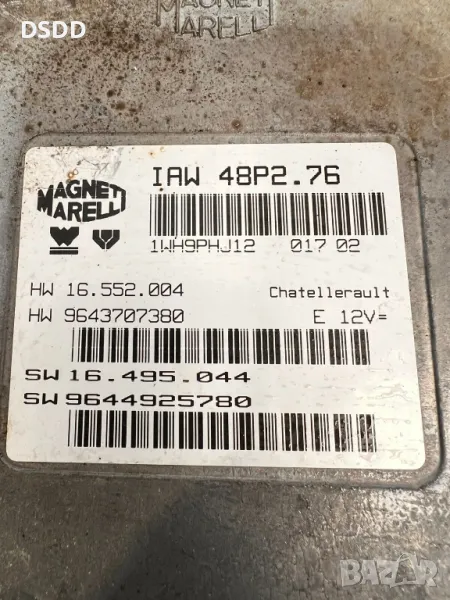 DSDD
MAGNETI
MARELLI
MAGNETI
MARELLI
IAW 48P2.76
1WH9PHJ12 017 02
HW 16.552.004 Chatellerault
HW 9643707380 E 12V=
SW 16.495.044
SW 9644925780
BAZAR